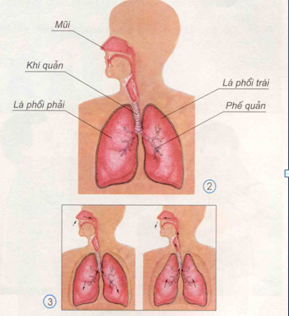 Mũi
Khí quản
Lá phổi trái
Lá phổi phải
Phế quản
2
3